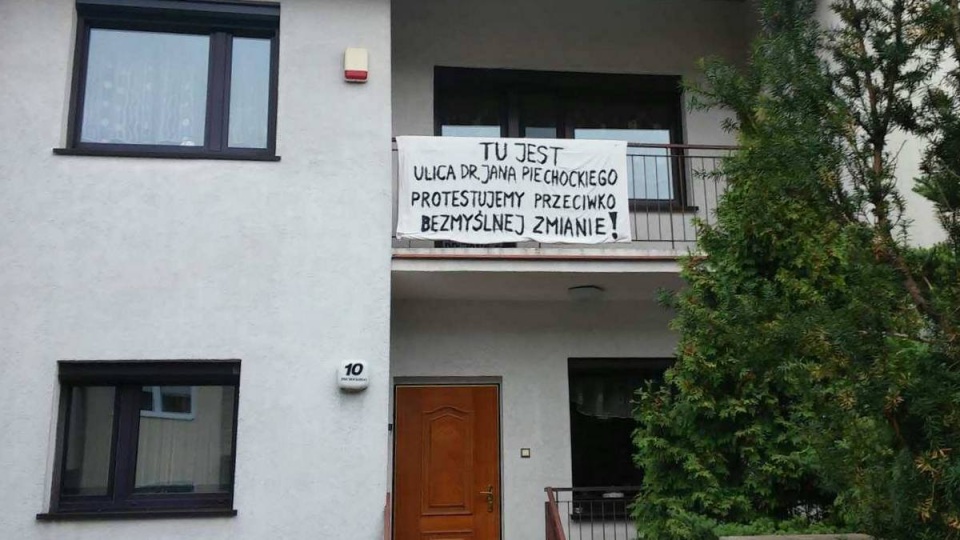 TU JEST
ULICA DR. JANA PIECHOCKIEGO
PROTESTUJEMY PRZECIWKO
BEZMYŚLNEJ ZMIANIE!
10